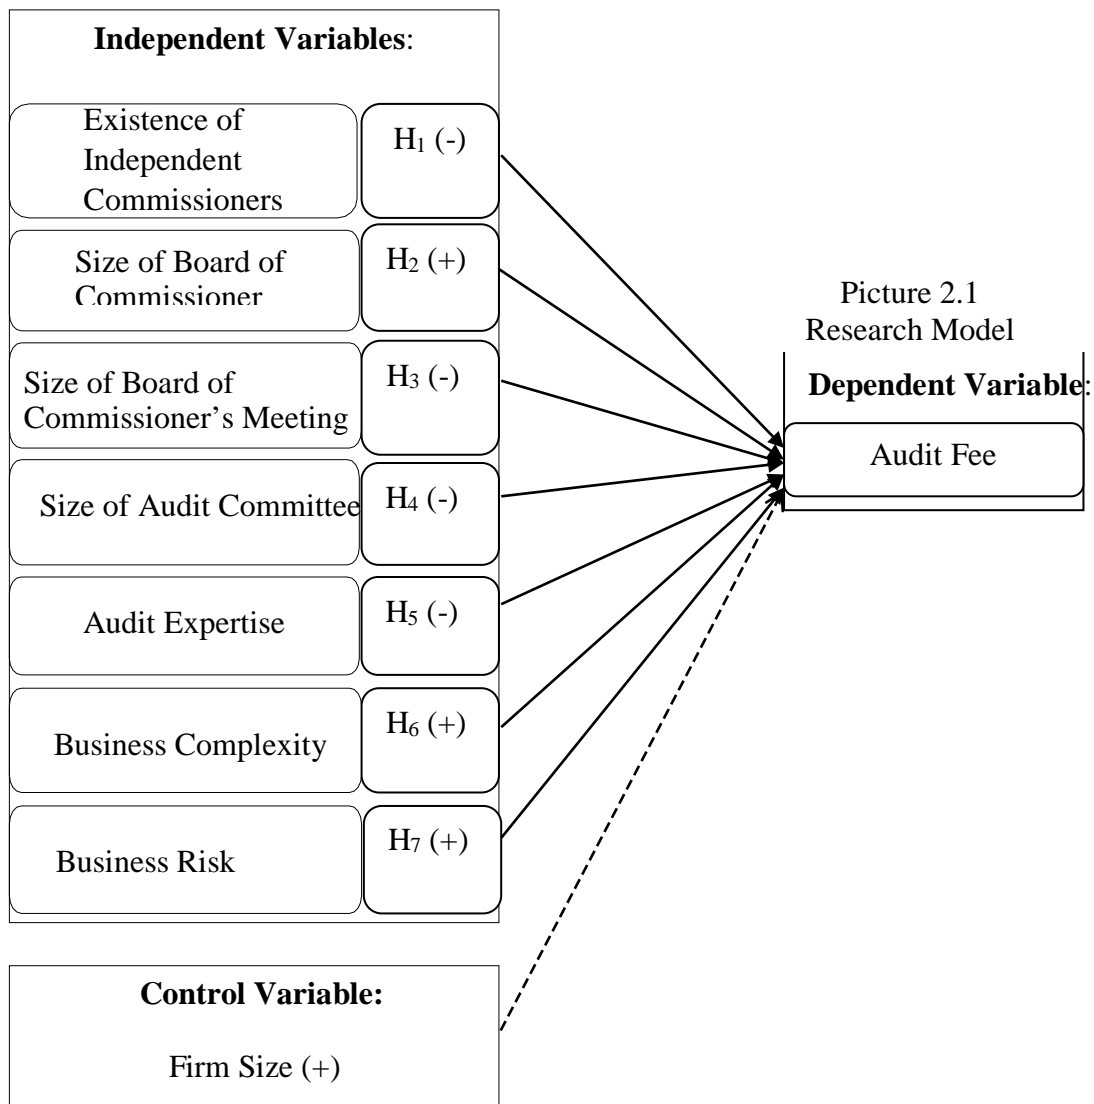 Independent Variables:
Existence of
Independent
Commissioners
H₁ (-)
Size of Board of
Commissioner
H₂ (+)
Size of Board of
Commissioner’s Meeting
H₃ (-)
Size of Audit Committee
H₄ (-)
Audit Expertise
H₅ (-)
Business Complexity
H₆ (+)
Business Risk
H₇ (+)
Control Variable:
Firm Size (+)
Picture 2.1
Research Model
Dependent Variable:
Audit Fee